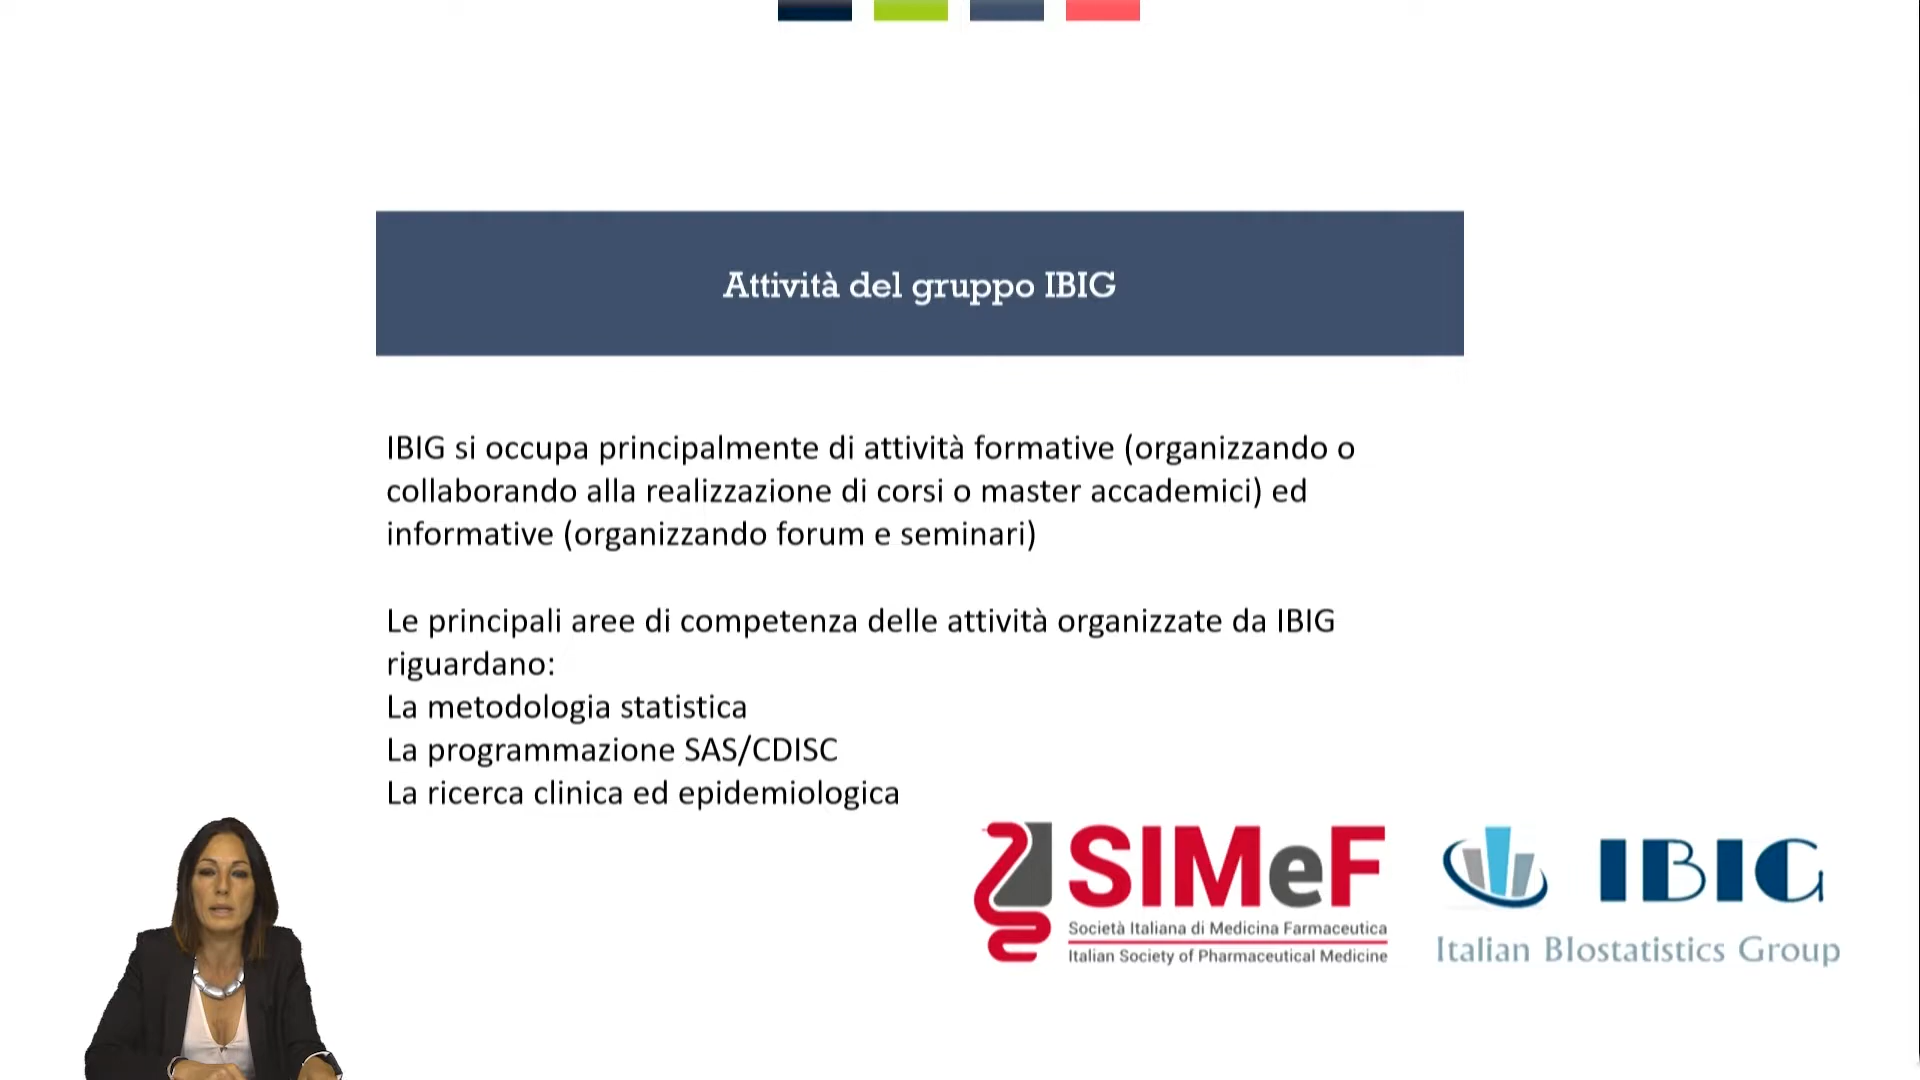 Attività del gruppo IBIG
IBIG si occupa principalmente di attività formative (organizzando o
collaborando alla realizzazione di corsi o master accademici) ed
informative (organizzando forum e seminari)
Le principali aree di competenza delle attività organizzate da IBIG
riguardano:
La metodologia statistica
La programmazione SAS/CDISC
La ricerca clinica ed epidemiologica
SIMeF
Società Italiana di Medicina Farmaceutica
Italian Society of Pharmaceutical Medicine
IBIG
Italian BIostatistics Group